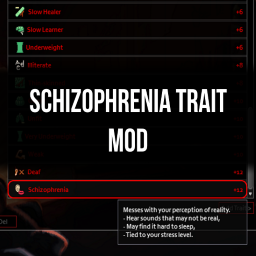 Slow Healer +6
Slow Learner +6
Underweight +6
Illiterate +8
SCHIZOPHRENIA TRAIT
MOD
Deaf +12
Schizophrenia +12
Messes with your perception of reality.
- Hear sounds that may not be real,
- May find it hard to sleep,
- Tied to your stress level.